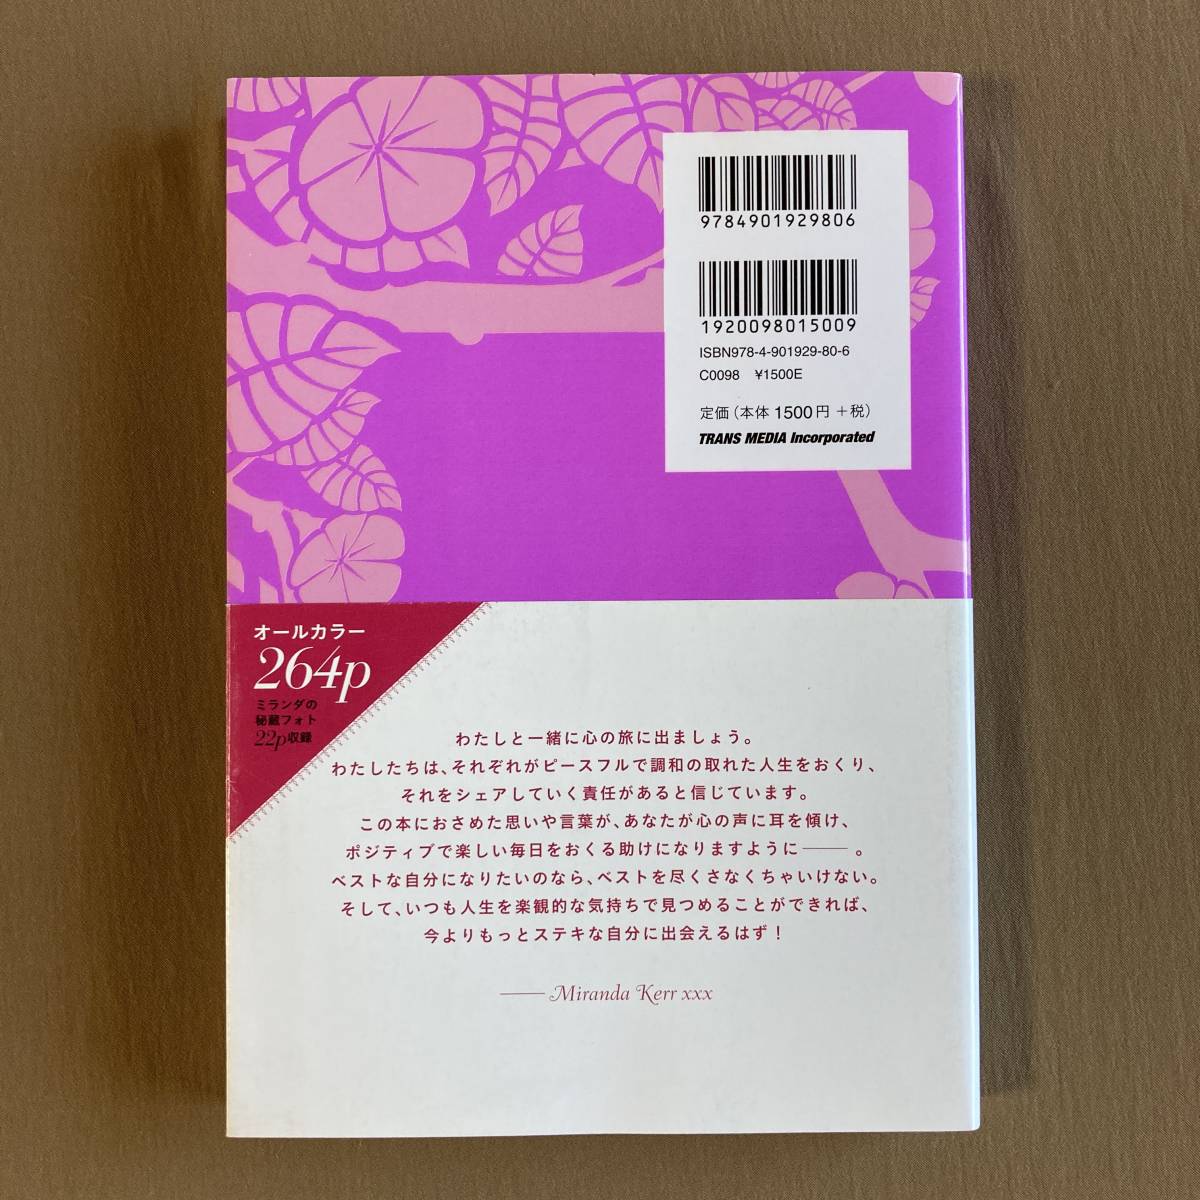 9784901929806
1920098015009
ISBN978-4-901929-80-6
C0098 ¥1500E
定価(本体 1500円 +税)
TRANS MEDIA Incorporated
オールカラー
264p
ミランダの
秘蔵フォト
22p収録
わたしと一緒に心の旅に出ましょう。
わたしたちは、それぞれがピースフルで調和の取れた人生をおくり、
それをシェアしていく責任があると信じています。
この本におさめた思いや言葉が、あなたが心の声に耳を傾け、
ポジティブで楽しい毎日をおくる助けになりますように――。
ベストな自分になりたいのなら、ベストを尽くさなくちゃいけない。
そして、いつも人生を楽観的な気持ちで見つめることができれば、
今よりもっとステキな自分に出会えるはず!
――Miranda Kerr xxx